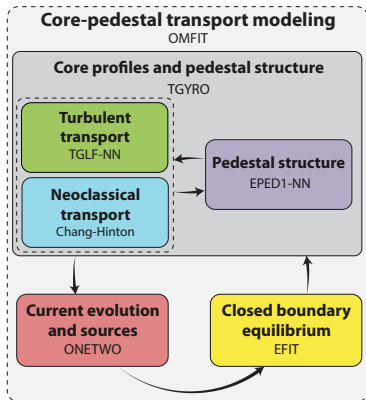 Core-pedestal transport modeling
OMFIT
Core profiles and pedestal structure
TGYRO
Turbulent
transport
TGLF-NN
Neoclassical
transport
Chang-Hinton
Pedestal structure
EPED1-NN
Current evolution
and sources
ONETWO
Closed boundary
equilibrium
EFIT